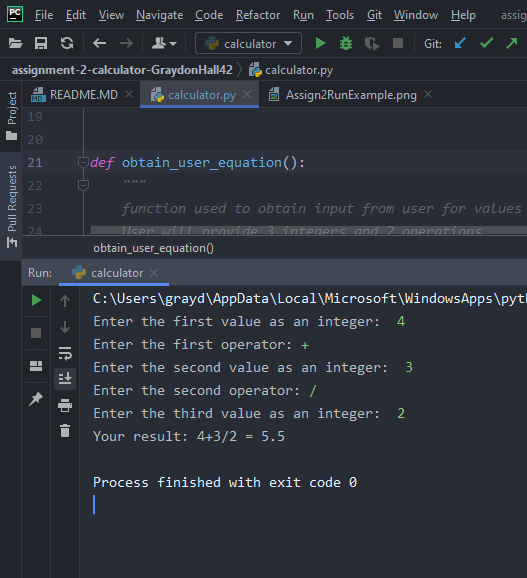 PC File Edit View Navigate Code Refactor Run Tools Git Window Help
calculator Git:
assignment-2-calculator-GraydonHall42 calculator.py
README.MD calculator.py Assign2RunExample.png
Project
Pull Requests
19
20
21 def obtain_user_equation():
22 """
23 function used to obtain input from user for values
24 User will provide 3 integers and 2 operations
obtain_user_equation()
Run: calculator
C:\Users\grayd\AppData\Local\Microsoft\WindowsApps\pyth
Enter the first value as an integer: 4
Enter the first operator: +
Enter the second value as an integer: 3
Enter the second operator: /
Enter the third value as an integer: 2
Your result: 4+3/2 = 5.5
Process finished with exit code 0